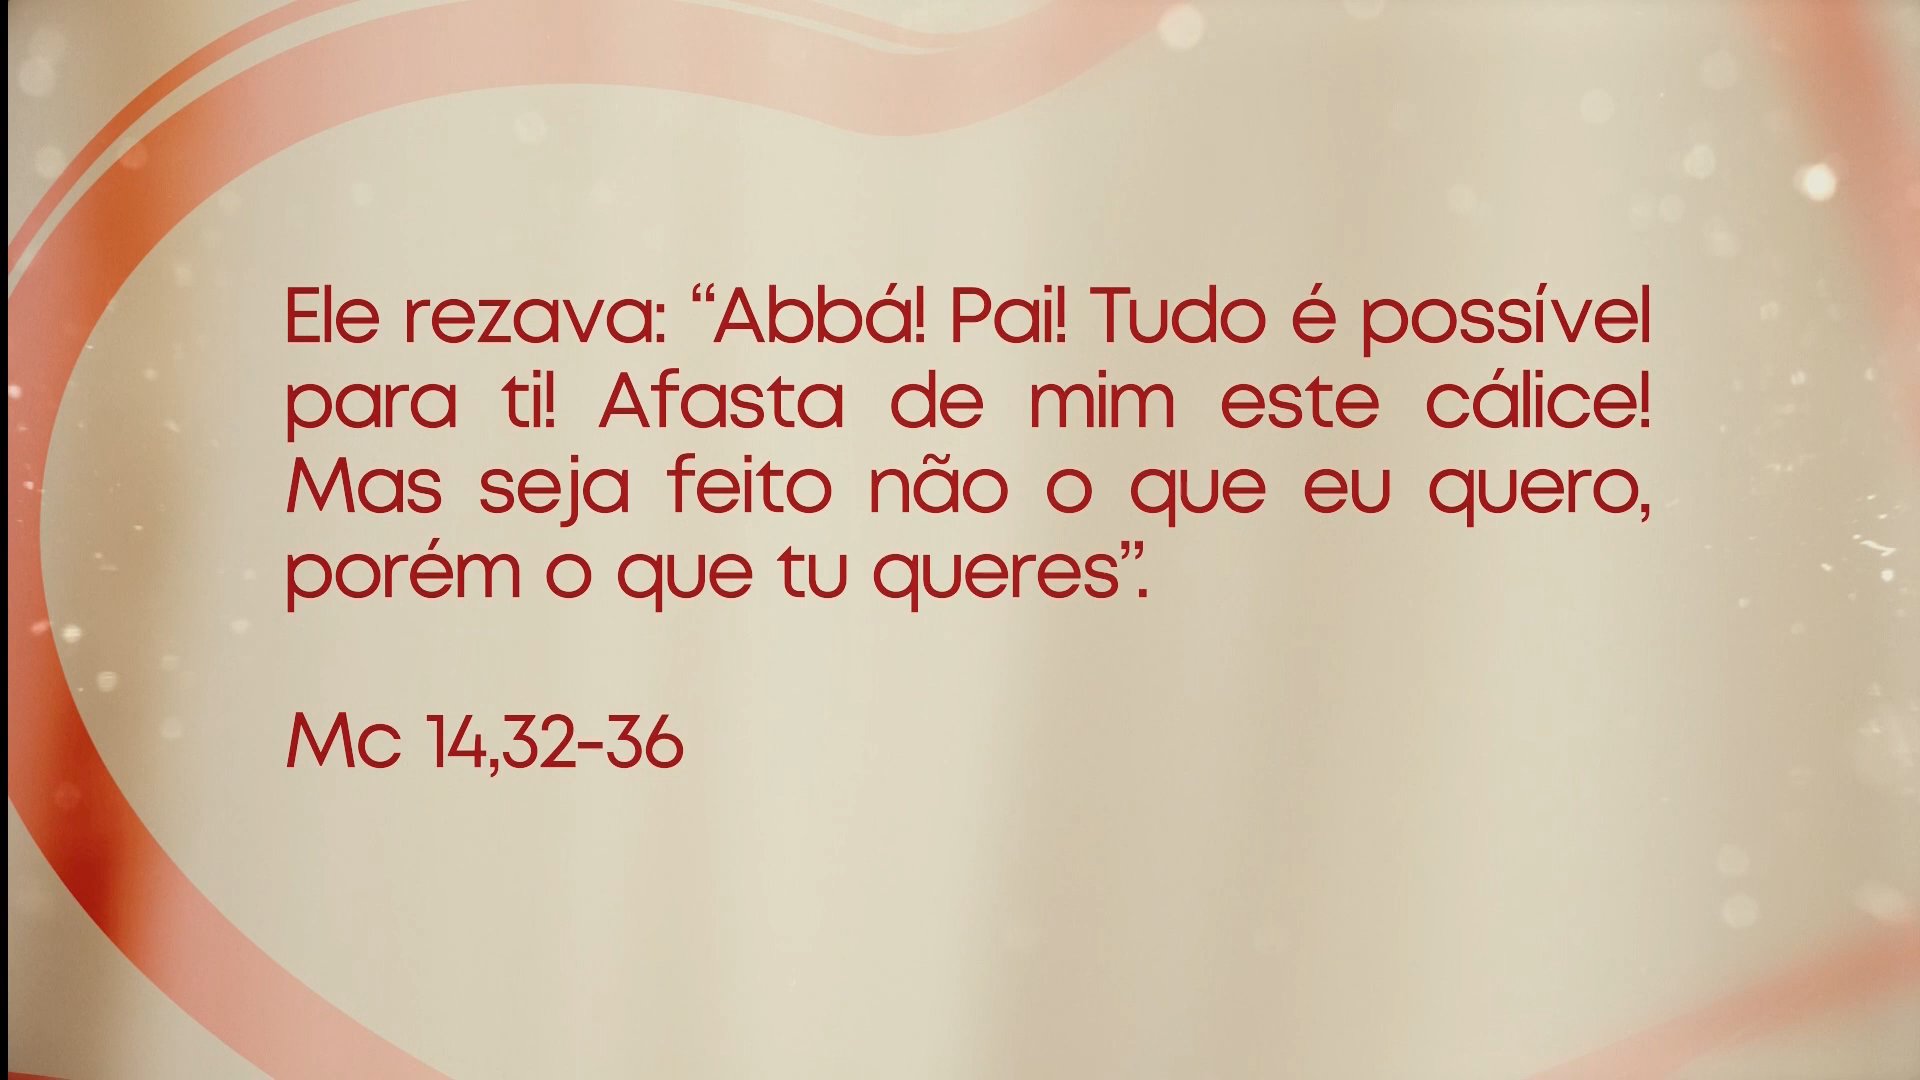 Ele rezava: “Abbá! Pai! Tudo é possível
para ti! Afasta de mim este cálice!
Mas seja feito não o que eu quero,
porém o que tu queres”.
Mc 14,32-36